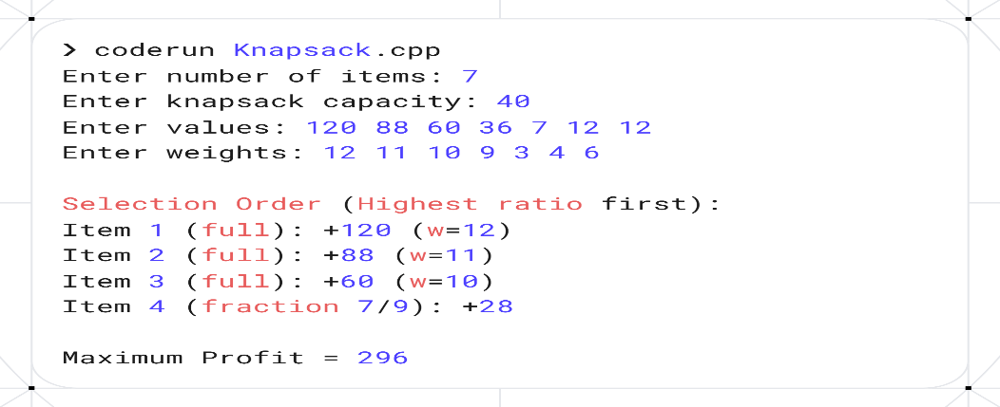 > coderun Knapsack.cpp
Enter number of items: 7
Enter knapsack capacity: 40
Enter values: 120 88 60 36 7 12 12
Enter weights: 12 11 10 9 3 4 6
Selection Order (Highest ratio first):
Item 1 (full): +120 (w=12)
Item 2 (full): +88 (w=11)
Item 3 (full): +60 (w=10)
Item 4 (fraction 7/9): +28
Maximum Profit = 296